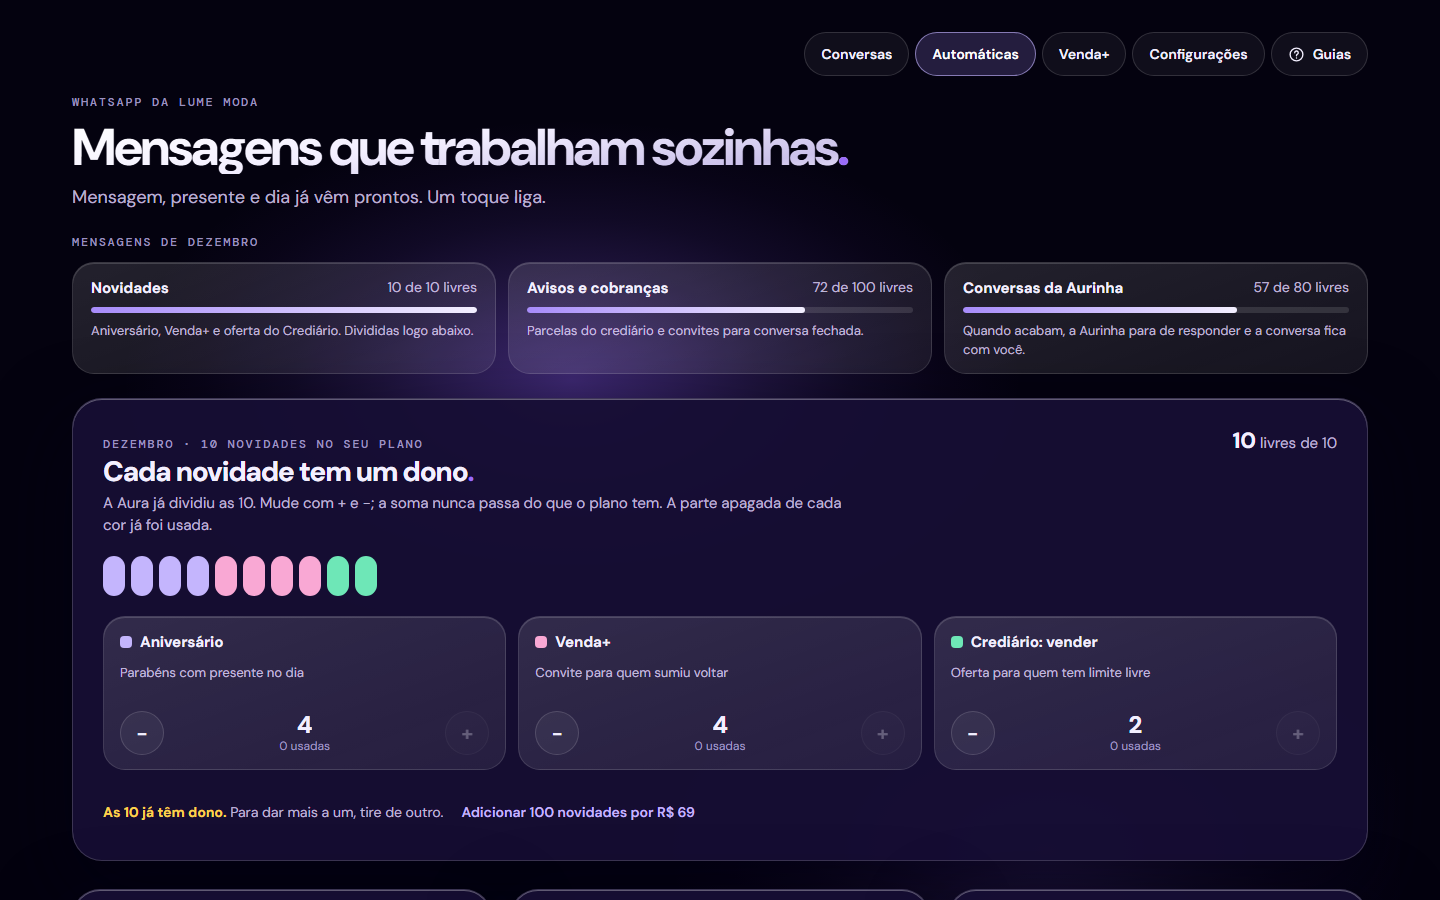 Conversas
Automáticas
Venda+
Configurações
Guias
WHATSAPP DA LUME MODA
Mensagens que trabalham sozinhas.
Mensagem, presente e dia já vêm prontos. Um toque liga.
MENSAGENS DE DEZEMBRO
Novidades
10 de 10 livres
Aniversário, Venda+ e oferta do Crediário. Divididas logo abaixo.
Avisos e cobranças
72 de 100 livres
Parcelas do crediário e convites para conversa fechada.
Conversas da Aurinha
57 de 80 livres
Quando acabam, a Aurinha para de responder e a conversa fica
com você.
DEZEMBRO · 10 NOVIDADES NO SEU PLANO
10 livres de 10
Cada novidade tem um dono.
A Aura já dividiu as 10. Mude com + e −; a soma nunca passa do que o plano tem. A parte apagada de cada
cor já foi usada.
Aniversário
Parabéns com presente no dia
− 4 +
0 usadas
Venda+
Convite para quem sumiu voltar
− 4 +
0 usadas
Crediário: vender
Oferta para quem tem limite livre
− 2 +
0 usadas
As 10 já têm dono. Para dar mais a um, tire de outro.
Adicionar 100 novidades por R$ 69